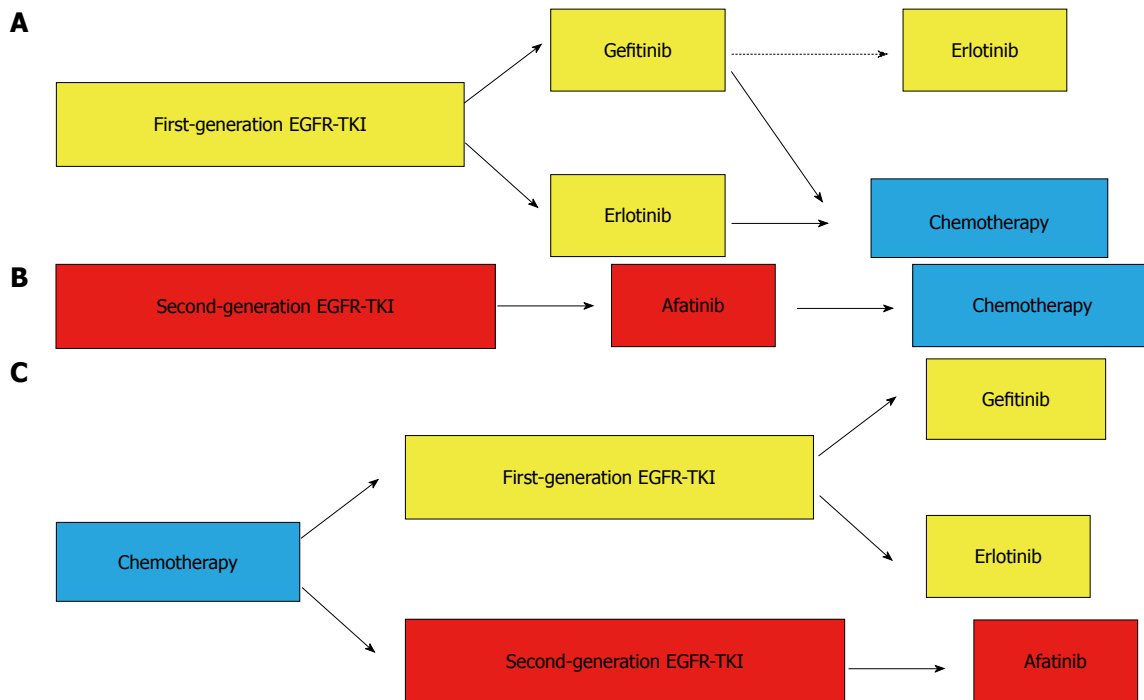 A
Gefitinib
Erlotinib
First-generation EGFR-TKI
Erlotinib
Chemotherapy
B
Second-generation EGFR-TKI
Afatinib
Chemotherapy
C
Gefitinib
First-generation EGFR-TKI
Chemotherapy
Erlotinib
Second-generation EGFR-TKI
Afatinib